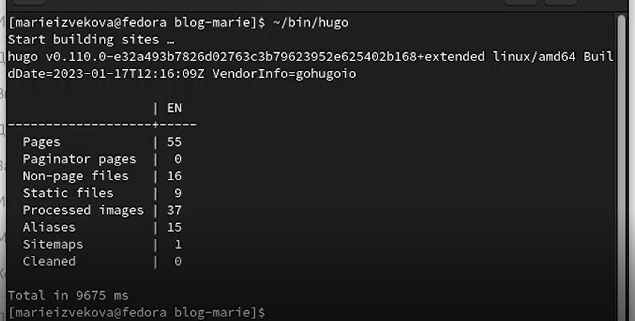 [marieizvekova@fedora blog-marie]$ ~/bin/hugo
Start building sites …
hugo v0.110.0-e32a493b7826d02763c3b79623952e625402b168+extended linux/amd64 Buil
dDate=2023-01-17T12:16:09Z VendorInfo=gohugoio
                   | EN
-------------------+-----
  Pages            | 55
  Paginator pages  |  0
  Non-page files   | 16
  Static files     |  9
  Processed images | 37
  Aliases          | 15
  Sitemaps         |  1
  Cleaned          |  0
Total in 9675 ms
[marieizvekova@fedora blog-marie]$